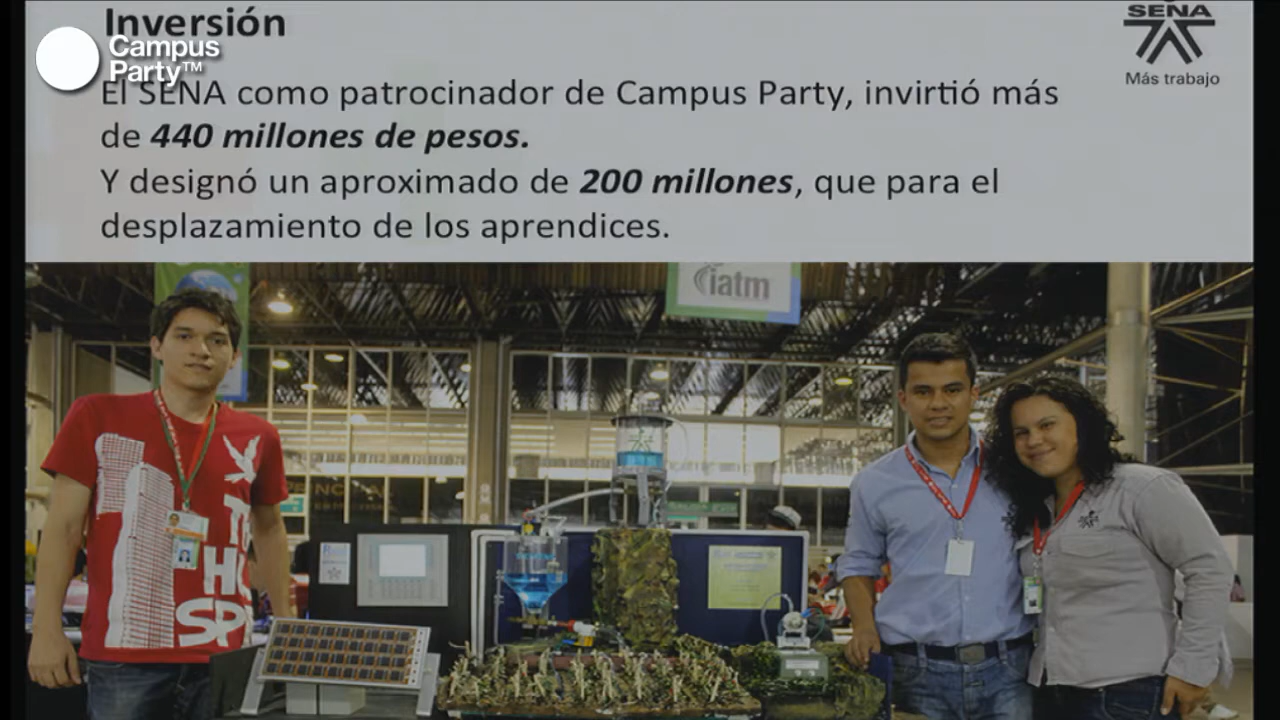 Inversión
SENA
Campus
Party™
Más trabajo
El SENA como patrocinador de Campus Party, invirtió más
de 440 millones de pesos.
Y designó un aproximado de 200 millones, que para el
desplazamiento de los aprendices.
iatm